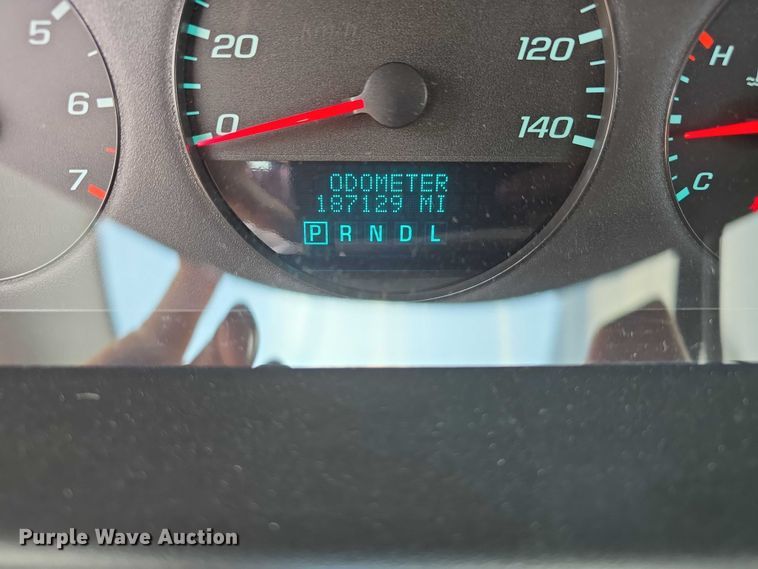 5
6
7
20
0
120
140
H
C
ODOMETER
187129 MI
P R N D L
Purple Wave Auction